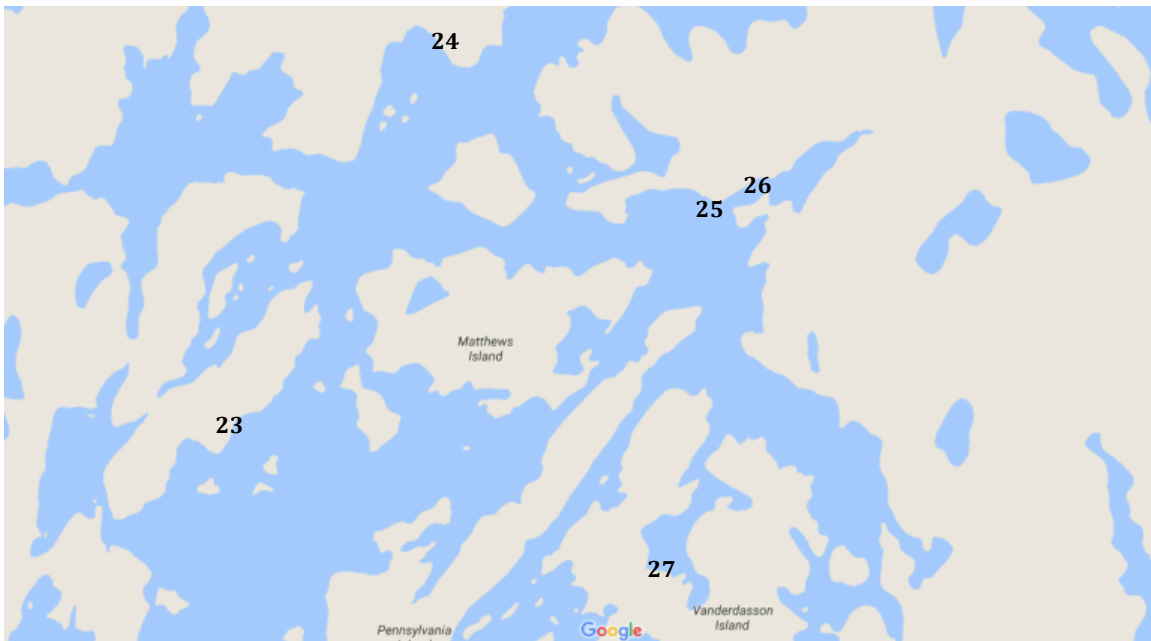 24
26
25
Matthews
Island
23
27
Vanderdasson
Island
Pennsylvania
Google